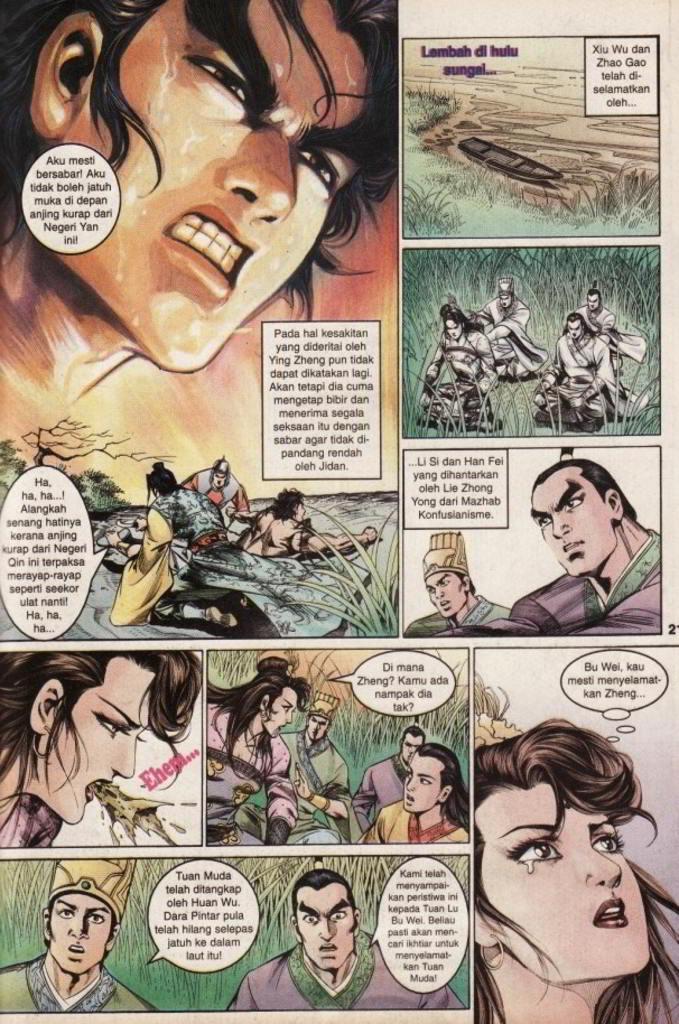 Aku mesti
bersabar! Aku
tidak boleh jatuh
muka di depan
anjing kurap dari
Negeri Yan
ini!
Pada hal kesakitan
yang dideritai oleh
Ying Zheng pun tidak
dapat dikatakan lagi.
Akan tetapi dia cuma
mengetap bibir dan
menerima segala
seksaan itu dengan
sabar agar tidak di-
pandang rendah
oleh Jidan.
Ha,
ha, ha...!
Alangkah
senang hatinya
kerana anjing
kurap dari Negeri
Qin ini terpaksa
merayap-rayap
seperti seekor
ulat nanti!
Ha, ha,
ha...
Lembah di hulu
sungai...
Xiu Wu dan
Zhao Gao
telah di-
selamatkan
oleh...
...Li Si dan Han Fei
yang dihantarkan
oleh Lie Zhong
Yong dari Mazhab
Konfusianisme.
Ehem...
Di mana
Zheng? Kamu ada
nampak dia
tak?
Bu Wei, kau
mesti menyelamat-
kan Zheng...
Tuan Muda
telah ditangkap
oleh Huan Wu.
Dara Pintar pula
telah hilang selepas
jatuh ke dalam
laut itu!
Kami telah
menyampai-
kan peristiwa ini
kepada Tuan Lu
Bu Wei. Beliau
pasti akan men-
cari ikhtiar untuk
menyelamatkan
Tuan
Muda!